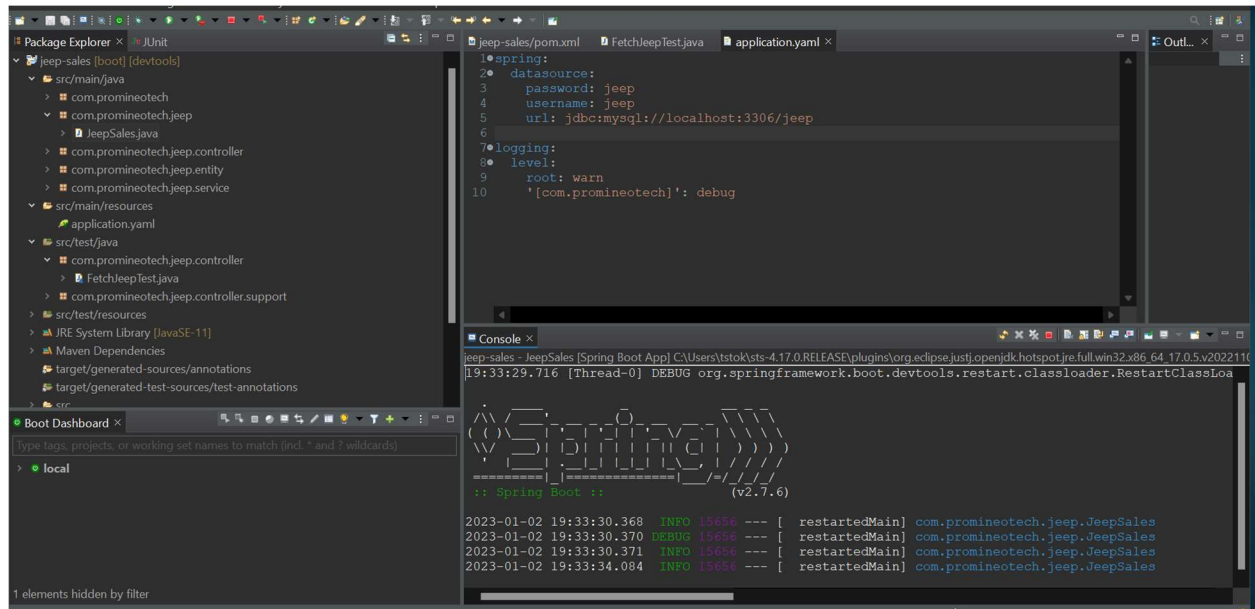 Package Explorer × JUnit
jeep-sales [boot] [devtools]
src/main/java
com.promineotech
com.promineotech.jeep
JeepSales.java
com.promineotech.jeep.controller
com.promineotech.jeep.entity
com.promineotech.jeep.service
src/main/resources
application.yaml
src/test/java
com.promineotech.jeep.controller
FetchJeepTest.java
com.promineotech.jeep.controller.support
src/test/resources
JRE System Library [JavaSE-11]
Maven Dependencies
target/generated-sources/annotations
target/generated-test-sources/test-annotations
src
Boot Dashboard ×
Type tags, projects, or working set names to match (incl. * and ? wildcards)
local
1 elements hidden by filter
jeep-sales/pom.xml FetchJeepTest.java application.yaml ×
1 spring:
2 datasource:
3 password: jeep
4 username: jeep
5 url: jdbc:mysql://localhost:3306/jeep
6
7 logging:
8 level:
9 root: warn
10 '[com.promineotech]': debug
Outl... ×
Console ×
jeep-sales - JeepSales [Spring Boot App] C:\Users\tstok\sts-4.17.0.RELEASE\plugins\org.eclipse.justj.openjdk.hotspot.jre.full.win32.x86_64_17.0.5.v2022110
19:33:29.716 [Thread-0] DEBUG org.springframework.boot.devtools.restart.classloader.RestartClassLoa
Spring
:: Spring Boot :: (v2.7.6)
2023-01-02 19:33:30.368 INFO 15656 --- [ restartedMain] com.promineotech.jeep.JeepSales
2023-01-02 19:33:30.370 DEBUG 15656 --- [ restartedMain] com.promineotech.jeep.JeepSales
2023-01-02 19:33:30.371 INFO 15656 --- [ restartedMain] com.promineotech.jeep.JeepSales
2023-01-02 19:33:34.084 INFO 15656 --- [ restartedMain] com.promineotech.jeep.JeepSales